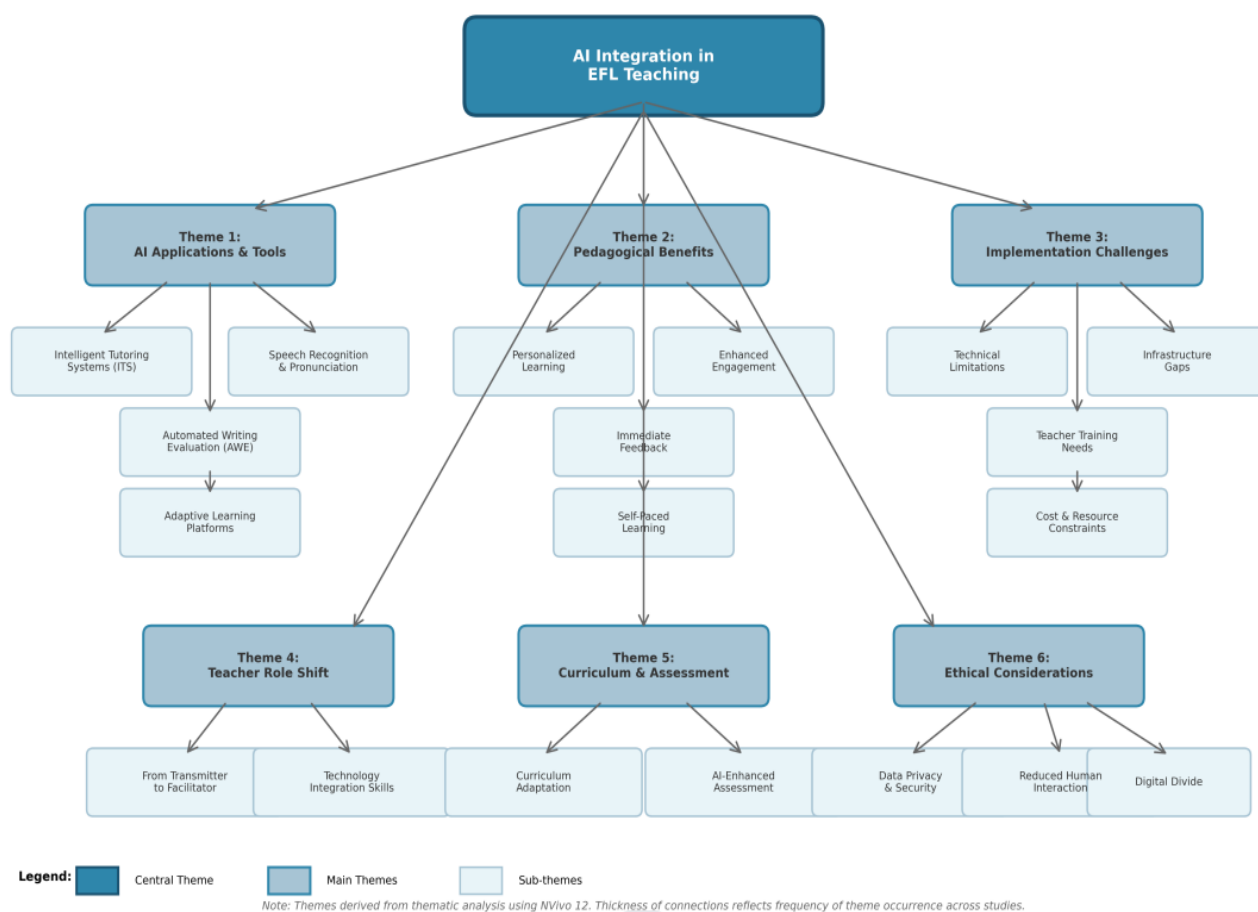 AI Integration in
EFL Teaching
Theme 1:
AI Applications & Tools
Theme 2:
Pedagogical Benefits
Theme 3:
Implementation Challenges
Intelligent Tutoring
Systems (ITS)
Speech Recognition
& Pronunciation
Personalized
Learning
Enhanced
Engagement
Technical
Limitations
Infrastructure
Gaps
Automated Writing
Evaluation (AWE)
Immediate
Feedback
Teacher Training
Needs
Adaptive Learning
Platforms
Self-Paced
Learning
Cost & Resource
Constraints
Theme 4:
Teacher Role Shift
Theme 5:
Curriculum & Assessment
Theme 6:
Ethical Considerations
From Transmitter
to Facilitator
Technology
Integration Skills
Curriculum
Adaptation
AI-Enhanced
Assessment
Data Privacy
& Security
Reduced Human
Interaction
Digital Divide
Legend:
Central Theme
Main Themes
Sub-themes
Note: Themes derived from thematic analysis using NVivo 12. Thickness of connections reflects frequency of theme occurrence across studies.